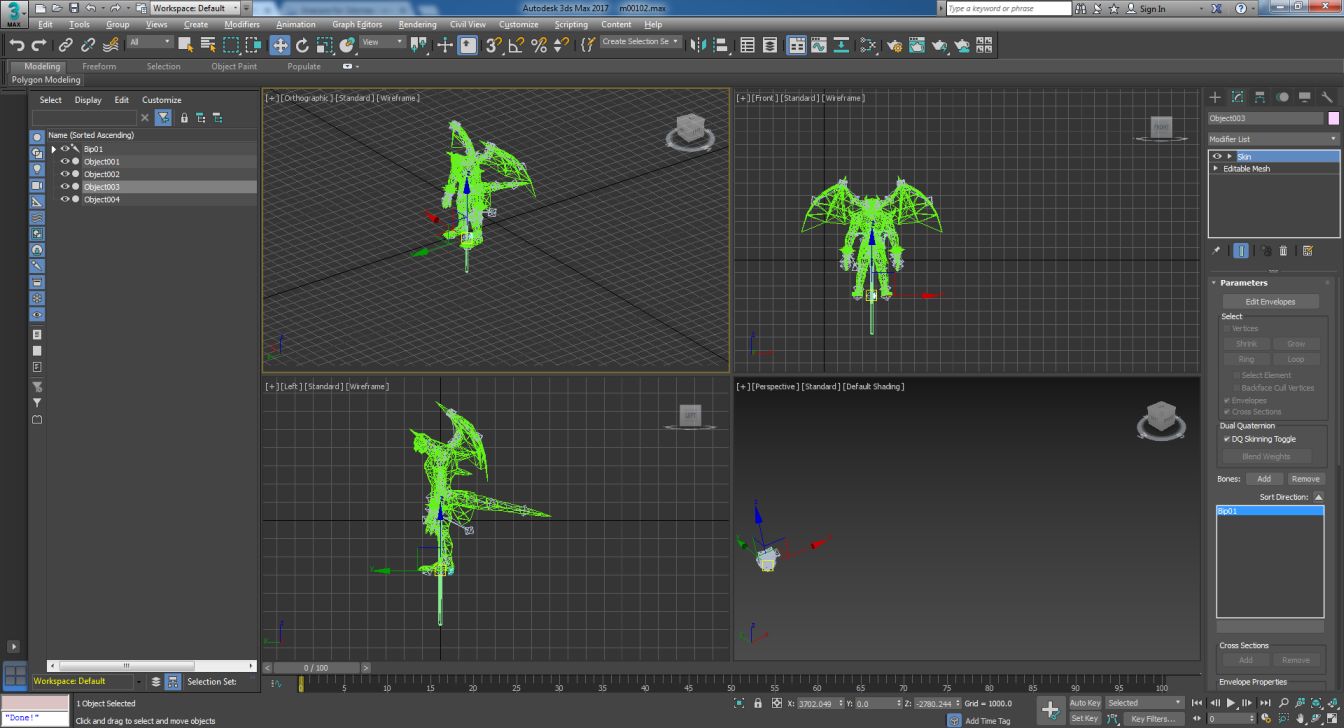 3
MAX
Workspace: Default
Autodesk 3ds Max 2017    m00102.max
Type a keyword or phrase
Sign In
Edit
Tools
Group
Views
Create
Modifiers
Animation
Graph Editors
Rendering
Civil View
Customize
Scripting
Content
Help
All
View
Create Selection Se
Modeling
Freeform
Selection
Object Paint
Populate
Polygon Modeling
Select
Display
Edit
Customize
Name (Sorted Ascending)
Bip01
Object001
Object002
Object003
Object004
[+] [Orthographic] [Standard] [Wireframe]
[+] [Front] [Standard] [Wireframe]
FRONT
[+] [Left] [Standard] [Wireframe]
LEFT
[+] [Perspective] [Standard] [Default Shading]
Object003
Modifier List
Skin
Editable Mesh
Parameters
Edit Envelopes
Select
Vertices
Shrink
Grow
Ring
Loop
Select Element
Backface Cull Vertices
Envelopes
Cross Sections
Dual Quaternion
DQ Skinning Toggle
Blend Weights
Bones:
Add
Remove
Sort Direction:
Bip01
Cross Sections
Add
Remove
Envelope Properties
Workspace: Default
Selection Set:
0 / 100
0 5 10 15 20 25 30 35 40 45 50 55 60 65 70 75 80 85 90 95 100
1 Object Selected
X: 3702.049
Y: 0.0
Z: -2780.244
Grid = 1000.0
Auto Key
Selected
"Done!"
Click and drag to select and move objects
Add Time Tag
Set Key
Key Filters...
0